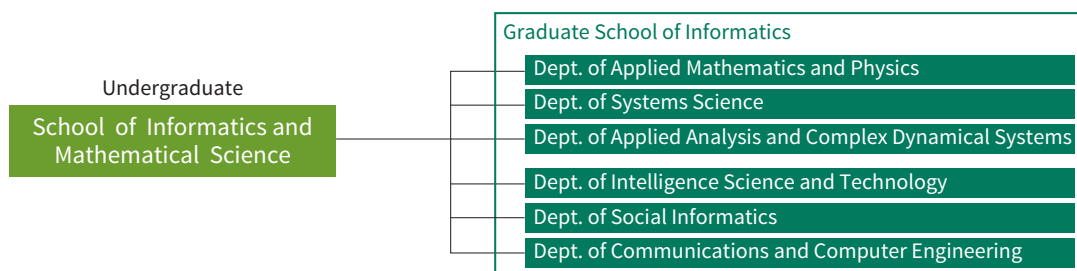 Undergraduate
School of Informatics and
Mathematical Science
Graduate School of Informatics
Dept. of Applied Mathematics and Physics
Dept. of Systems Science
Dept. of Applied Analysis and Complex Dynamical Systems
Dept. of Intelligence Science and Technology
Dept. of Social Informatics
Dept. of Communications and Computer Engineering